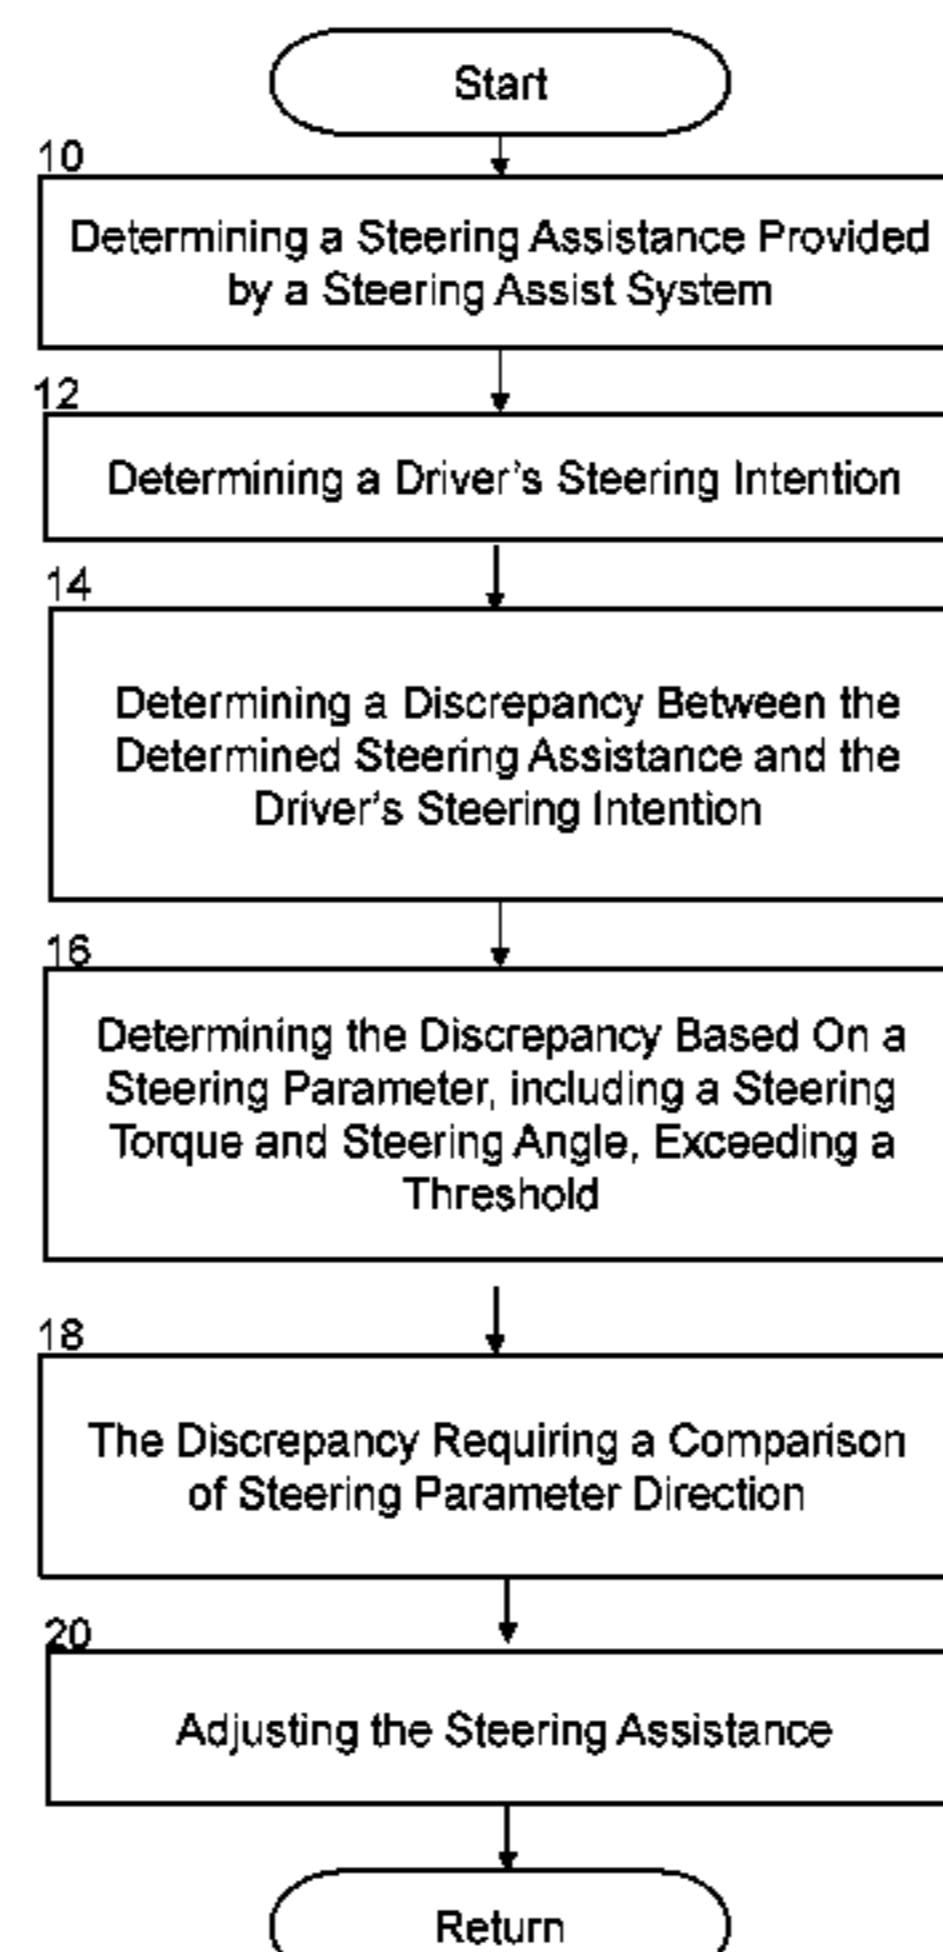 Start
10
Determining a Steering Assistance Provided
by a Steering Assist System
12
Determining a Driver's Steering Intention
14
Determining a Discrepancy Between the
Determined Steering Assistance and the
Driver's Steering Intention
16
Determining the Discrepancy Based On a
Steering Parameter, including a Steering
Torque and Steering Angle, Exceeding a
Threshold
18
The Discrepancy Requiring a Comparison
of Steering Parameter Direction
20
Adjusting the Steering Assistance
Return